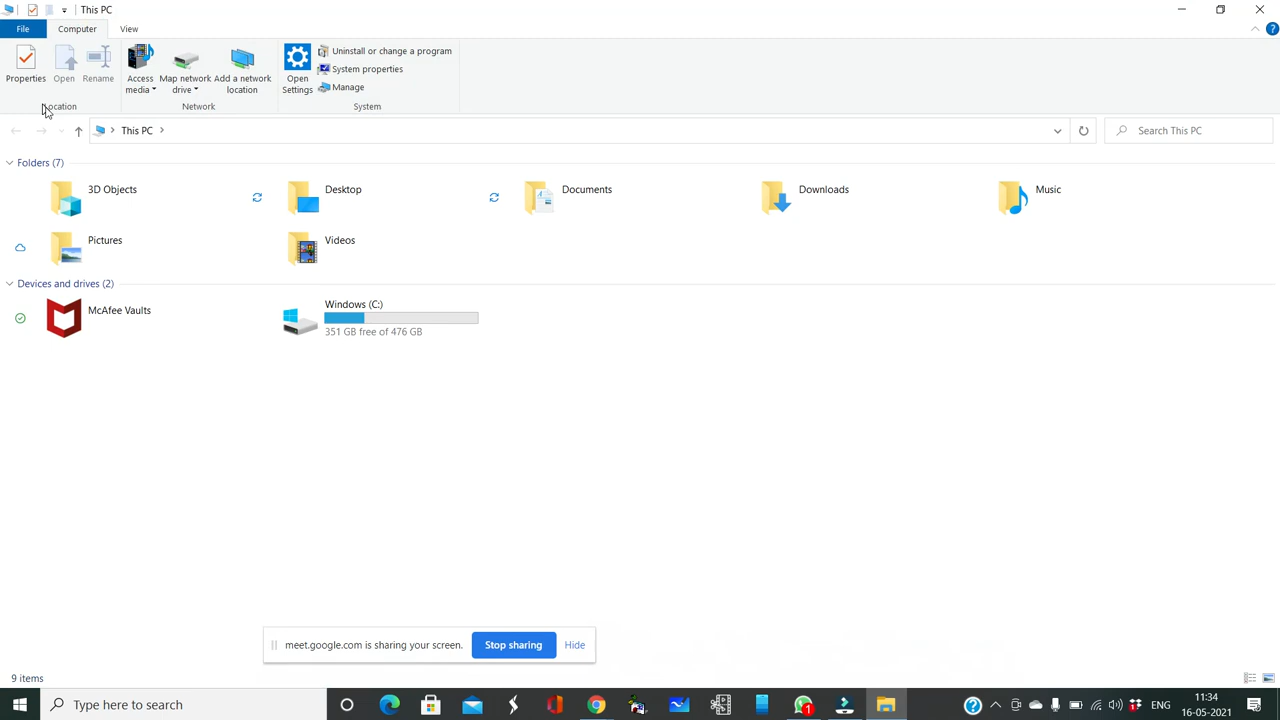 This PC
File
Computer
View
Properties
Open
Rename
Access media
Map network drive
Add a network location
Open Settings
Uninstall or change a program
System properties
Manage
Location
Network
System
This PC
Search This PC
Folders (7)
3D Objects
Desktop
Documents
Downloads
Music
Pictures
Videos
Devices and drives (2)
McAfee Vaults
Windows (C:)
351 GB free of 476 GB
meet.google.com is sharing your screen.
Stop sharing
Hide
9 items
Type here to search
1
ENG
11:34
16-05-2021